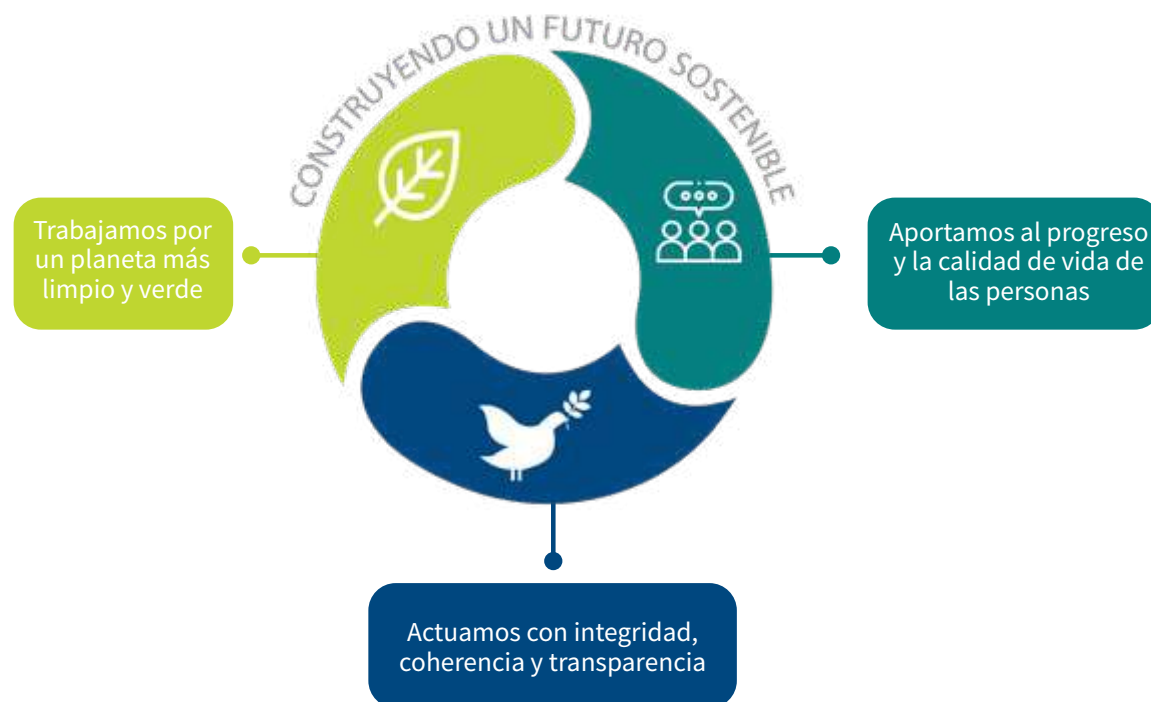 CONSTRUYENDO UN FUTURO SOSTENIBLE
Trabajamos por
un planeta más
limpio y verde
Aportamos al progreso
y la calidad de vida de
las personas
Actuamos con integridad,
coherencia y transparencia